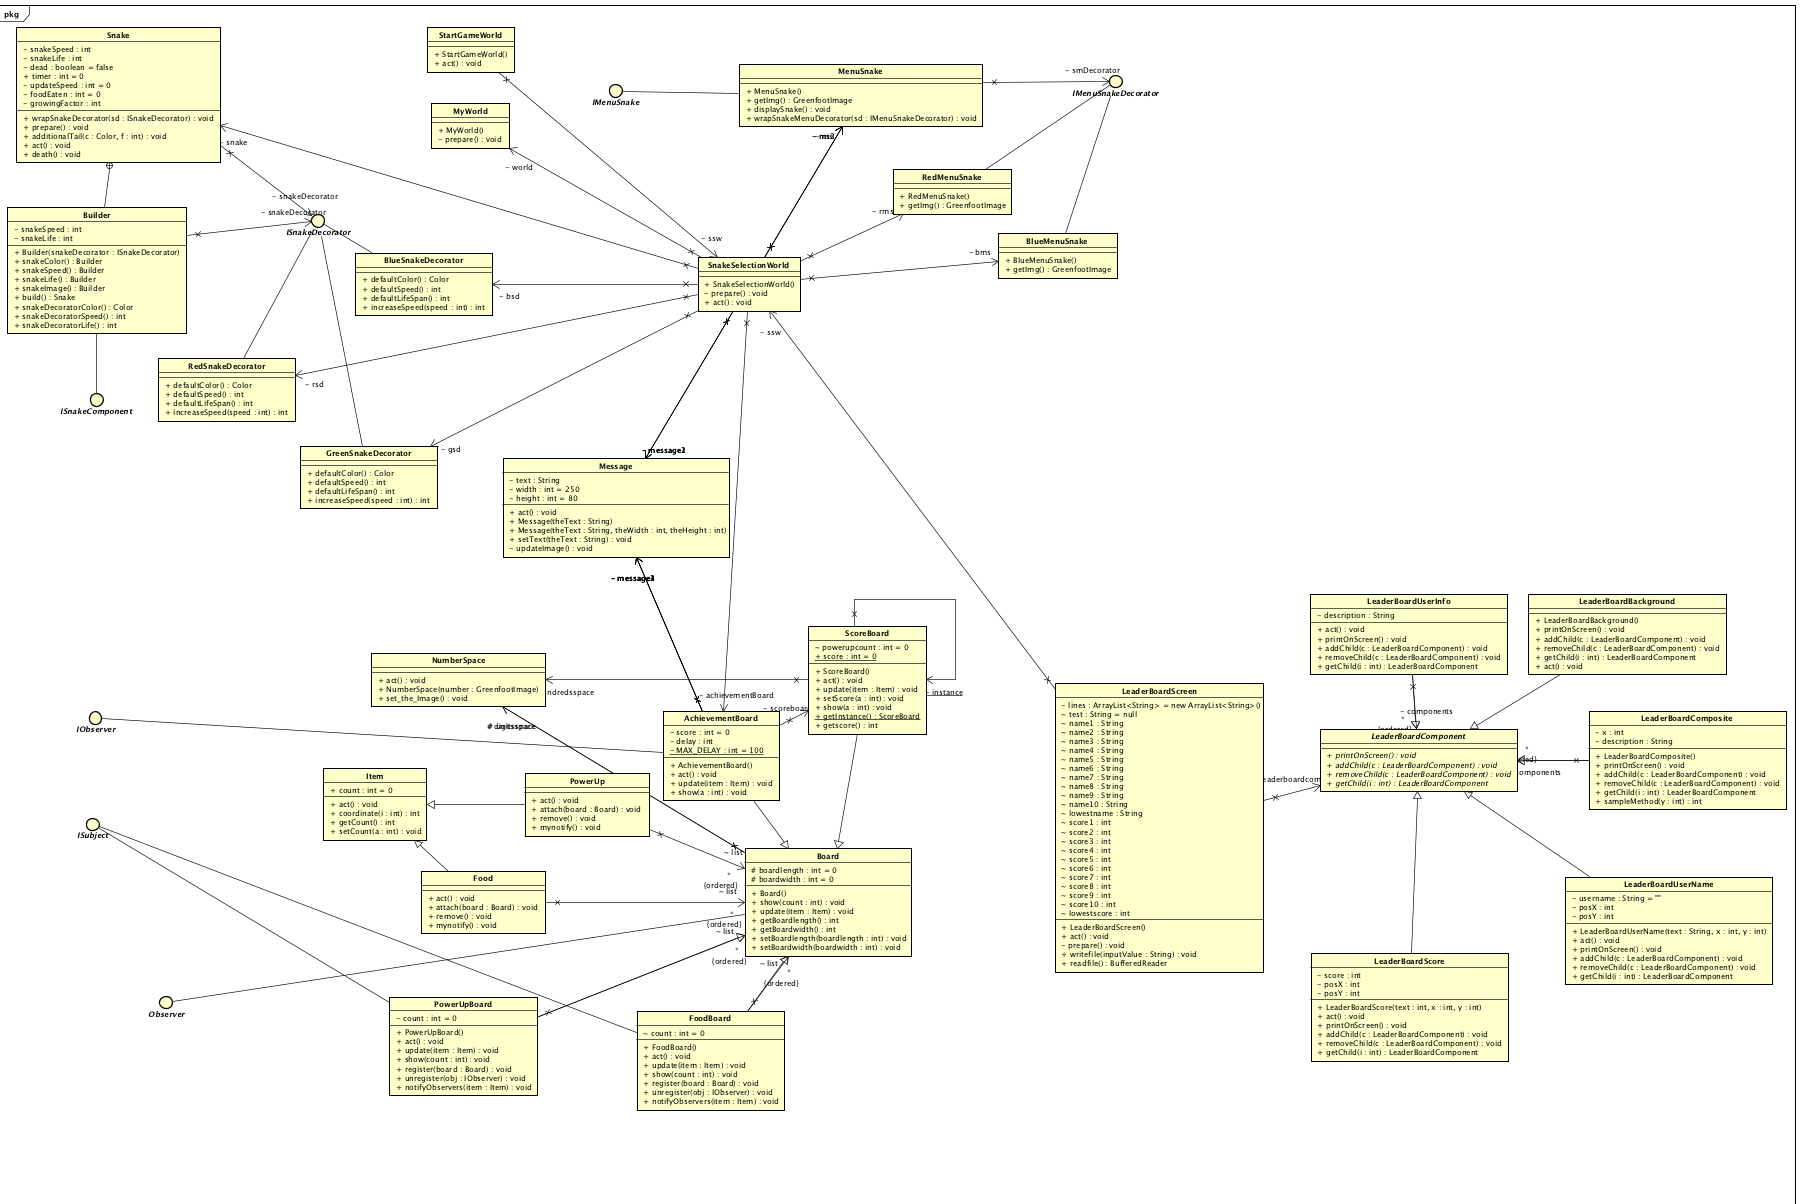 pkg
Snake
- snakeSpeed : int
- snakeLife : int
- dead : boolean = false
+ timer : int = 0
- updateSpeed : int = 0
- foodEaten : int = 0
- growingFactor : int
+ wrapSnakeDecorator(sd : ISnakeDecorator) : void
+ prepare() : void
+ additionalTail(c : Color, f : int) : void
+ act() : void
+ death() : void
- snake
StartGameWorld
+ StartGameWorld()
+ act() : void
MyWorld
+ MyWorld()
- prepare() : void
- world
IMenuSnake
MenuSnake
+ MenuSnake()
+ getImg() : GreenfootImage
+ displaySnake() : void
+ wrapSnakeMenuDecorator(sd : IMenuSnakeDecorator) : void
- smDecorator
IMenuSnakeDecorator
RedMenuSnake
+ RedMenuSnake()
+ getImg() : GreenfootImage
- rms
BlueMenuSnake
+ BlueMenuSnake()
+ getImg() : GreenfootImage
- bms
Builder
- snakeSpeed : int
- snakeLife : int
+ Builder(snakeDecorator : ISnakeDecorator)
+ snakeColor() : Builder
+ snakeSpeed() : Builder
+ snakeLife() : Builder
+ snakeImage() : Builder
+ build() : Snake
+ snakeDecoratorColor() : Color
+ snakeDecoratorSpeed() : int
+ snakeDecoratorLife() : int
- snakeDecorator
- snakeDecorator
ISnakeDecorator
BlueSnakeDecorator
+ defaultColor() : Color
+ defaultSpeed() : int
+ defaultLifeSpan() : int
+ increaseSpeed(speed : int) : int
- bsd
- ssw
SnakeSelectionWorld
+ SnakeSelectionWorld()
- prepare() : void
+ act() : void
- ssw
RedSnakeDecorator
+ defaultColor() : Color
+ defaultSpeed() : int
+ defaultLifeSpan() : int
+ increaseSpeed(speed : int) : int
- rsd
ISnakeComponent
GreenSnakeDecorator
+ defaultColor() : Color
+ defaultSpeed() : int
+ defaultLifeSpan() : int
+ increaseSpeed(speed : int) : int
- gsd
Message
- text : String
- width : int = 250
- height : int = 80
+ act() : void
+ Message(theText : String)
+ Message(theText : String, theWidth : int, theHeight : int)
+ setText(theText : String) : void
- updateImage() : void
ScoreBoard
~ powerupcount : int = 0
+ score : int = 0
+ ScoreBoard()
+ act() : void
+ update(item : Item) : void
+ setScore(a : int) : void
+ show(a : int) : void
+ getInstance() : ScoreBoard
+ getscore() : int
- instance
NumberSpace
+ act() : void
+ NumberSpace(number : GreenfootImage)
+ set_the_Image() : void
ndredsspace
- achievementBoard
- scoreboard
IObserver
AchievementBoard
- score : int = 0
- delay : int
- MAX_DELAY : int = 100
+ AchievementBoard()
+ act() : void
+ update(item : Item) : void
+ show(a : int) : void
Item
+ count : int = 0
+ act() : void
+ coordinate(i : int) : int
+ getCount() : int
+ setCount(a : int) : void
PowerUp
+ act() : void
+ attach(board : Board) : void
+ remove() : void
+ mynotify() : void
ISubject
Food
+ act() : void
+ attach(board : Board) : void
+ remove() : void
+ mynotify() : void
Board
# boardlength : int = 0
# boardwidth : int = 0
+ Board()
+ show(count : int) : void
+ update(item : Item) : void
+ getBoardlength() : int
+ getBoardwidth() : int
+ setBoardlength(boardlength : int) : void
+ setBoardwidth(boardwidth : int) : void
~ list
*
{ordered}
~ list
*
{ordered}
~ list
*
{ordered}
~ list
*
{ordered}
Observer
PowerUpBoard
- count : int = 0
+ PowerUpBoard()
+ act() : void
+ update(item : Item) : void
+ show(count : int) : void
+ register(board : Board) : void
+ unregister(obj : IObserver) : void
+ notifyObservers(item : Item) : void
FoodBoard
~ count : int = 0
+ FoodBoard()
+ act() : void
+ update(item : Item) : void
+ show(count : int) : void
+ register(board : Board) : void
+ unregister(obj : IObserver) : void
+ notifyObservers(item : Item) : void
LeaderBoardScreen
- lines : ArrayList<String> = new ArrayList<String>()
~ test : String = null
~ name1 : String
~ name2 : String
~ name3 : String
~ name4 : String
~ name5 : String
~ name6 : String
~ name7 : String
~ name8 : String
~ name9 : String
~ name10 : String
~ lowestname : String
~ score1 : int
~ score2 : int
~ score3 : int
~ score4 : int
~ score5 : int
~ score6 : int
~ score7 : int
~ score8 : int
~ score9 : int
~ score10 : int
~ lowestscore : int
+ LeaderBoardScreen()
+ act() : void
- prepare() : void
+ writefile(inputValue : String) : void
+ readfile() : BufferedReader
eaderboardcom
LeaderBoardUserInfo
- description : String
+ act() : void
+ printOnScreen() : void
+ addChild(c : LeaderBoardComponent) : void
+ removeChild(c : LeaderBoardComponent) : void
+ getChild(i : int) : LeaderBoardComponent
LeaderBoardBackground
+ LeaderBoardBackground()
+ printOnScreen() : void
+ addChild(c : LeaderBoardComponent) : void
+ removeChild(c : LeaderBoardComponent) : void
+ getChild(i : int) : LeaderBoardComponent
+ act() : void
- components
*
LeaderBoardComponent
+ printOnScreen() : void
+ addChild(c : LeaderBoardComponent) : void
+ removeChild(c : LeaderBoardComponent) : void
+ getChild(i : int) : LeaderBoardComponent
*
components
LeaderBoardComposite
- x : int
- description : String
+ LeaderBoardComposite()
+ printOnScreen() : void
+ addChild(c : LeaderBoardComponent) : void
+ removeChild(c : LeaderBoardComponent) : void
+ getChild(i : int) : LeaderBoardComponent
+ sampleMethod(y : int) : int
LeaderBoardUserName
- username : String = ""
- posX : int
- posY : int
+ LeaderBoardUserName(text : String, x : int, y : int)
+ act() : void
+ printOnScreen() : void
+ addChild(c : LeaderBoardComponent) : void
+ removeChild(c : LeaderBoardComponent) : void
+ getChild(i : int) : LeaderBoardComponent
LeaderBoardScore
- score : int
- posX : int
- posY : int
+ LeaderBoardScore(text : int, x : int, y : int)
+ act() : void
+ printOnScreen() : void
+ addChild(c : LeaderBoardComponent) : void
+ removeChild(c : LeaderBoardComponent) : void
+ getChild(i : int) : LeaderBoardComponent